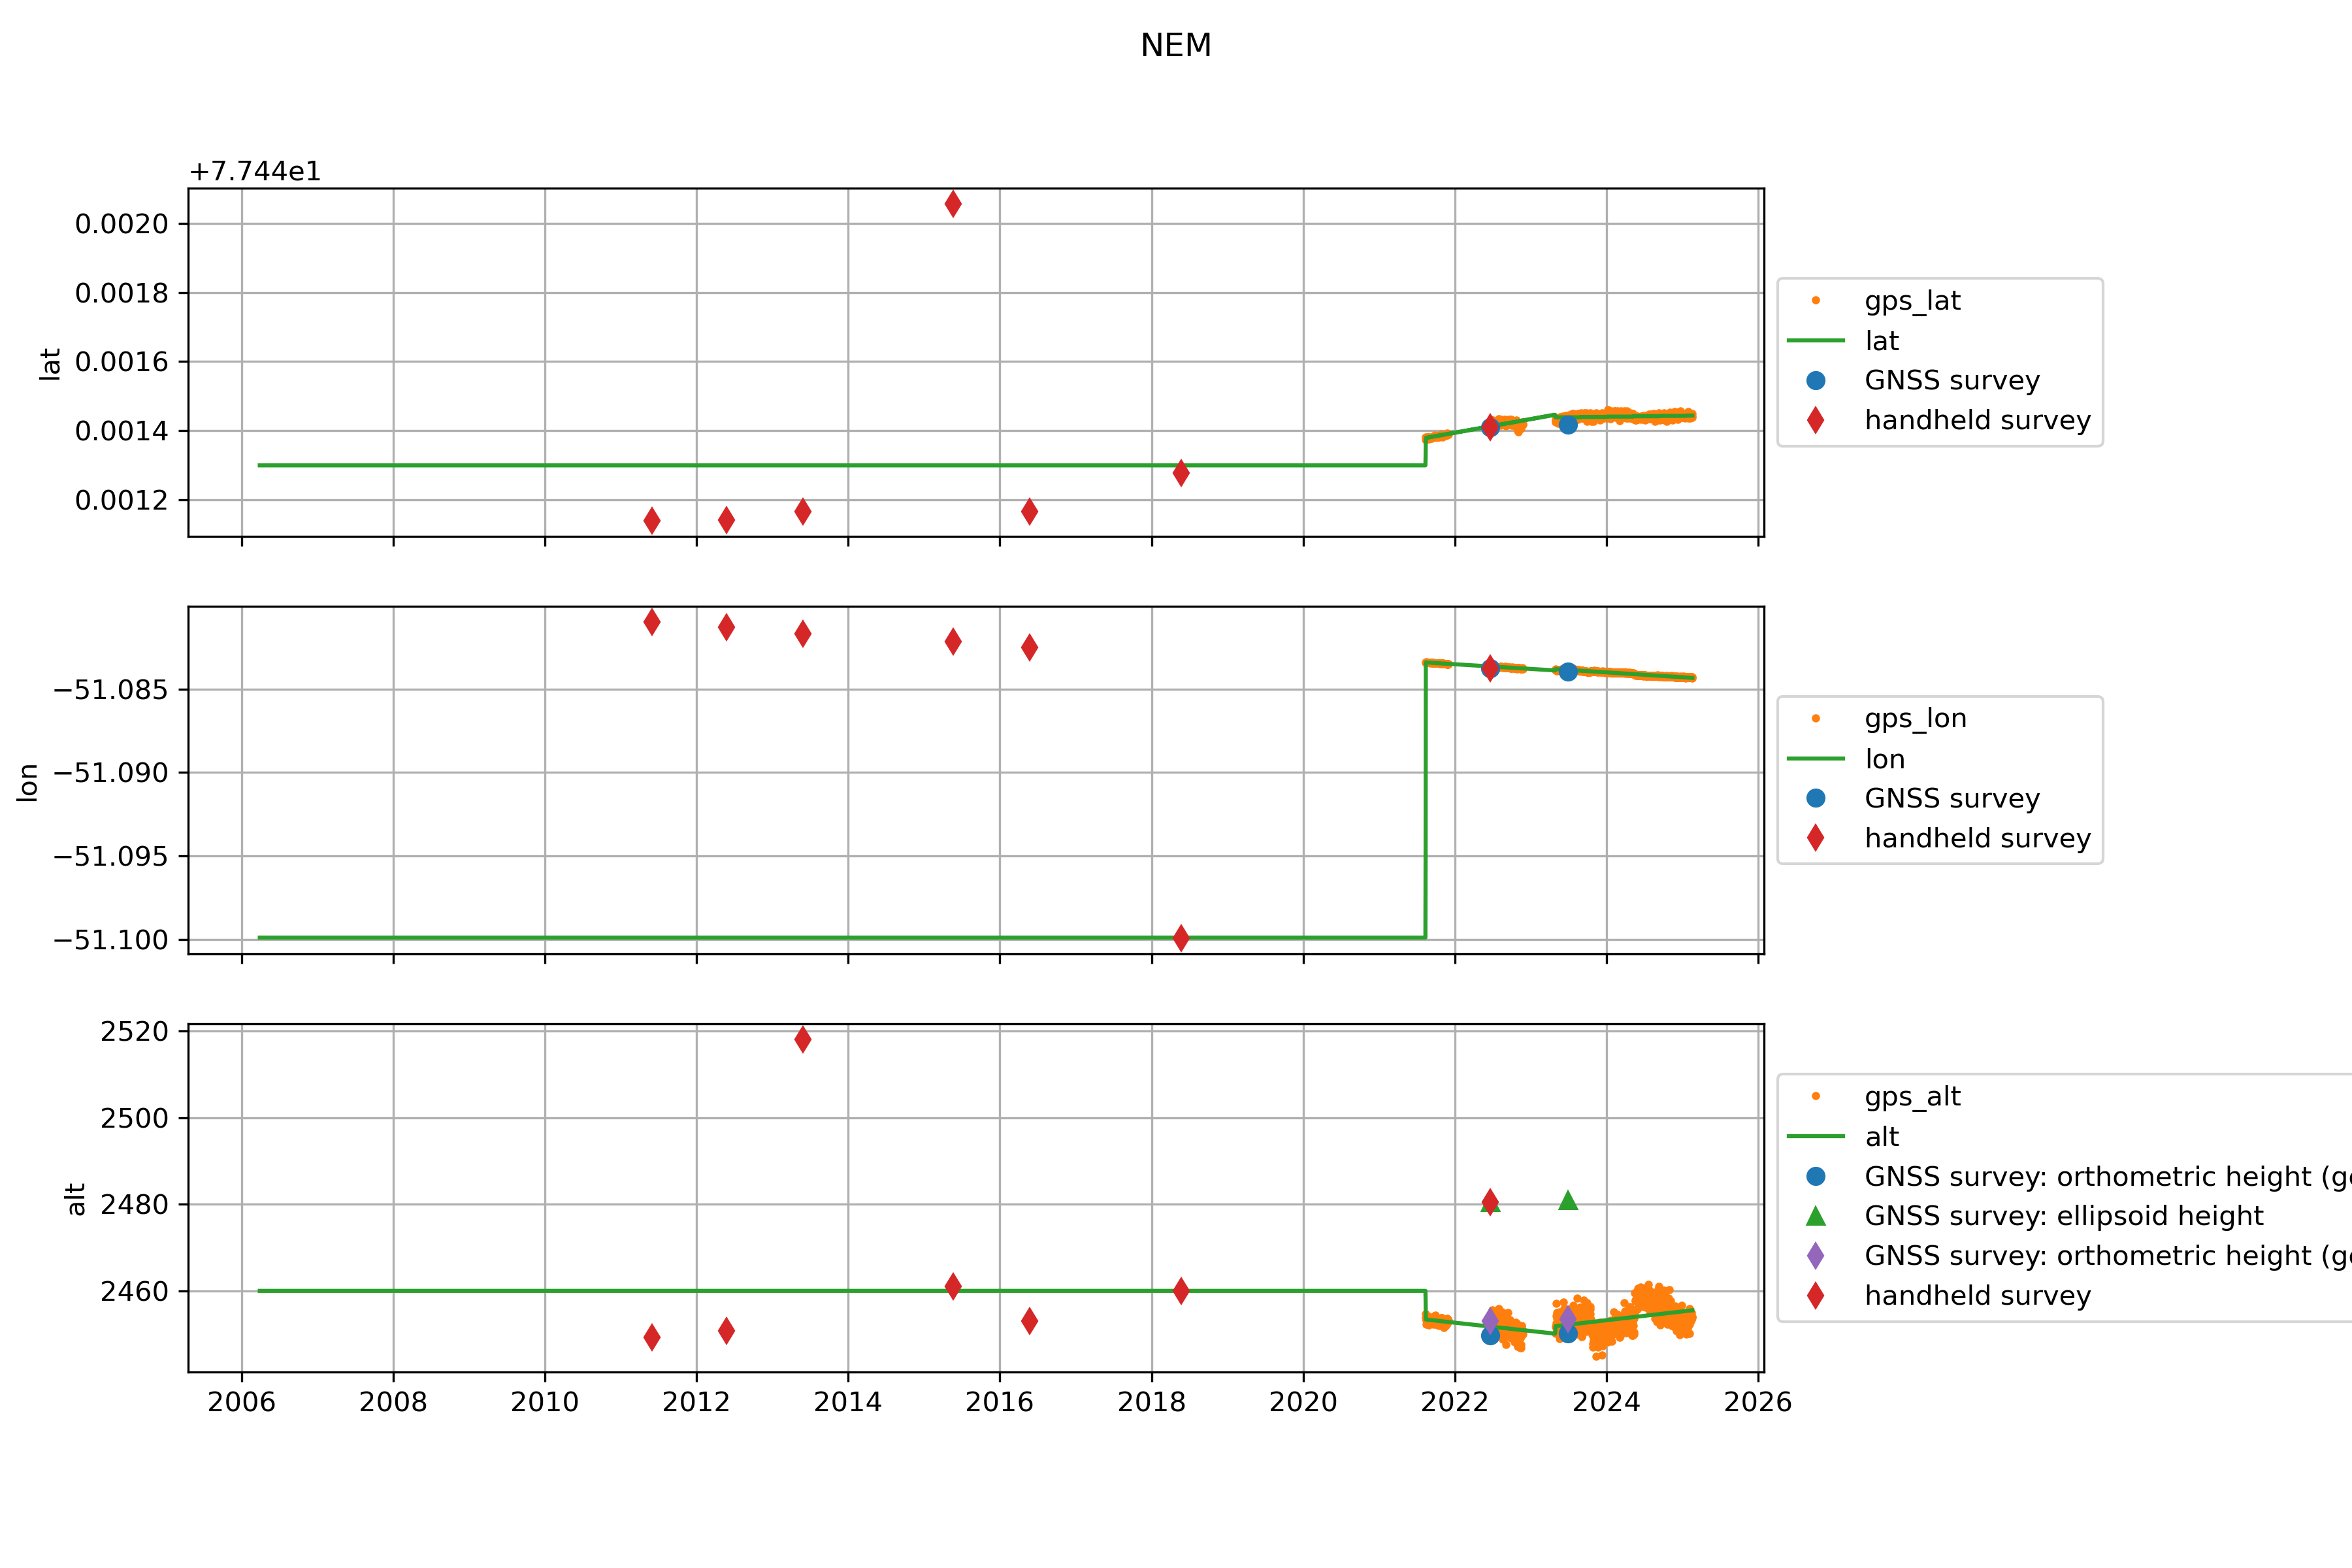 NEM
+7.744e1
0.0020
0.0018
0.0016
0.0014
0.0012
lat
gps_lat
lat
GNSS survey
handheld survey
−51.085
−51.090
−51.095
−51.100
lon
gps_lon
lon
GNSS survey
handheld survey
2520
2500
2480
2460
alt
2006 2008 2010 2012 2014 2016 2018 2020 2022 2024 2026
gps_alt
alt
GNSS survey: orthometric height
GNSS survey: ellipsoid height
GNSS survey: orthometric height
handheld survey